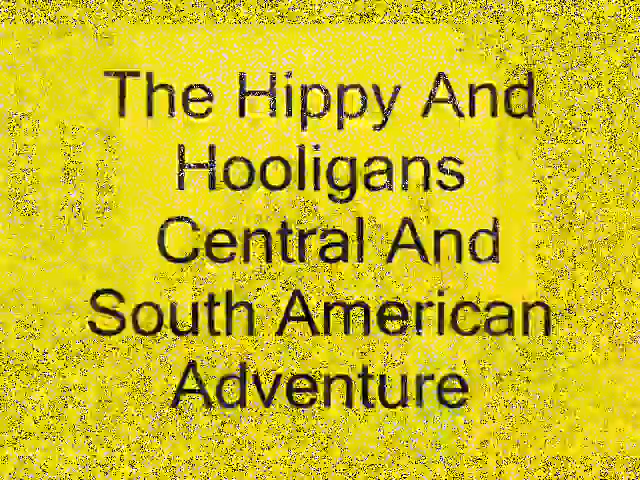 The Hippy And
Hooligans
Central And
South American
Adventure